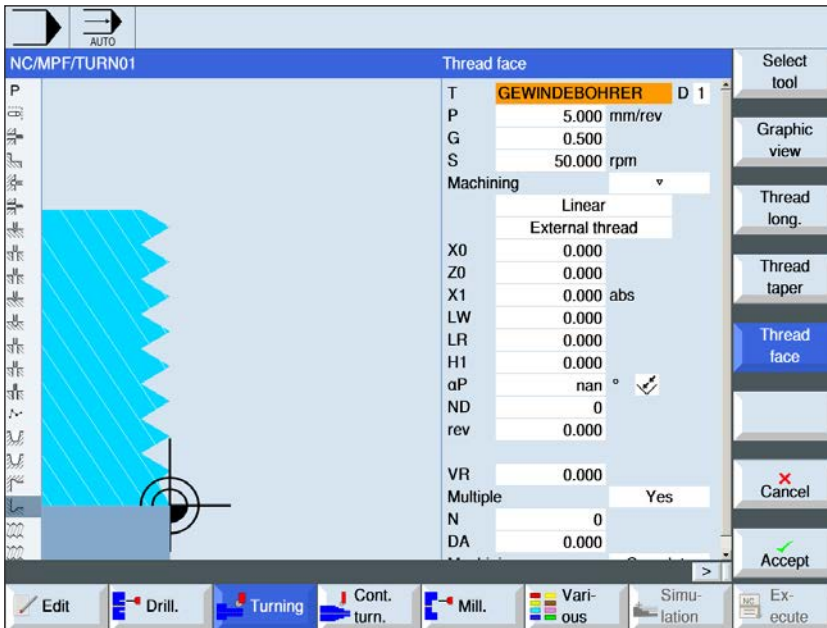 AUTO
NC/MPF/TURN01
Thread face
P
T GEWINDEBOHRER D 1
P 5.000 mm/rev
G 0.500
S 50.000 rpm
Machining ▿
Linear
External thread
X0 0.000
Z0 0.000
X1 0.000 abs
LW 0.000
LR 0.000
H1 0.000
αP nan °
ND 0
rev 0.000
VR 0.000
Multiple Yes
N 0
DA 0.000
>
Select
tool
Graphic
view
Thread
long.
Thread
taper
Thread
face
Cancel
Accept
Edit
Drill.
Turning
Cont.
turn.
Mill.
Vari-
ous
Simu-
lation
NC
Ex-
ecute